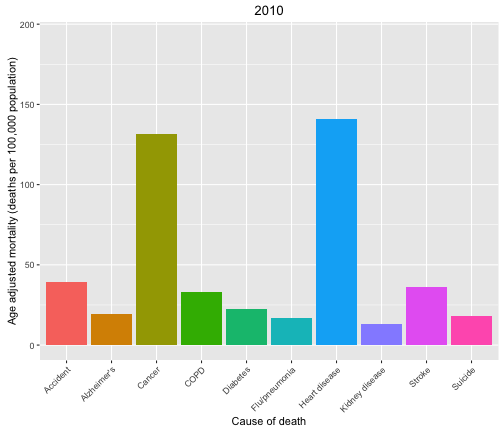 2010
Age adjusted mortality (deaths per 100,000 population)
200
150
100
50
0
Accident
Alzheimer's
Cancer
COPD
Diabetes
Flu/pneumonia
Heart disease
Kidney disease
Stroke
Suicide
Cause of death